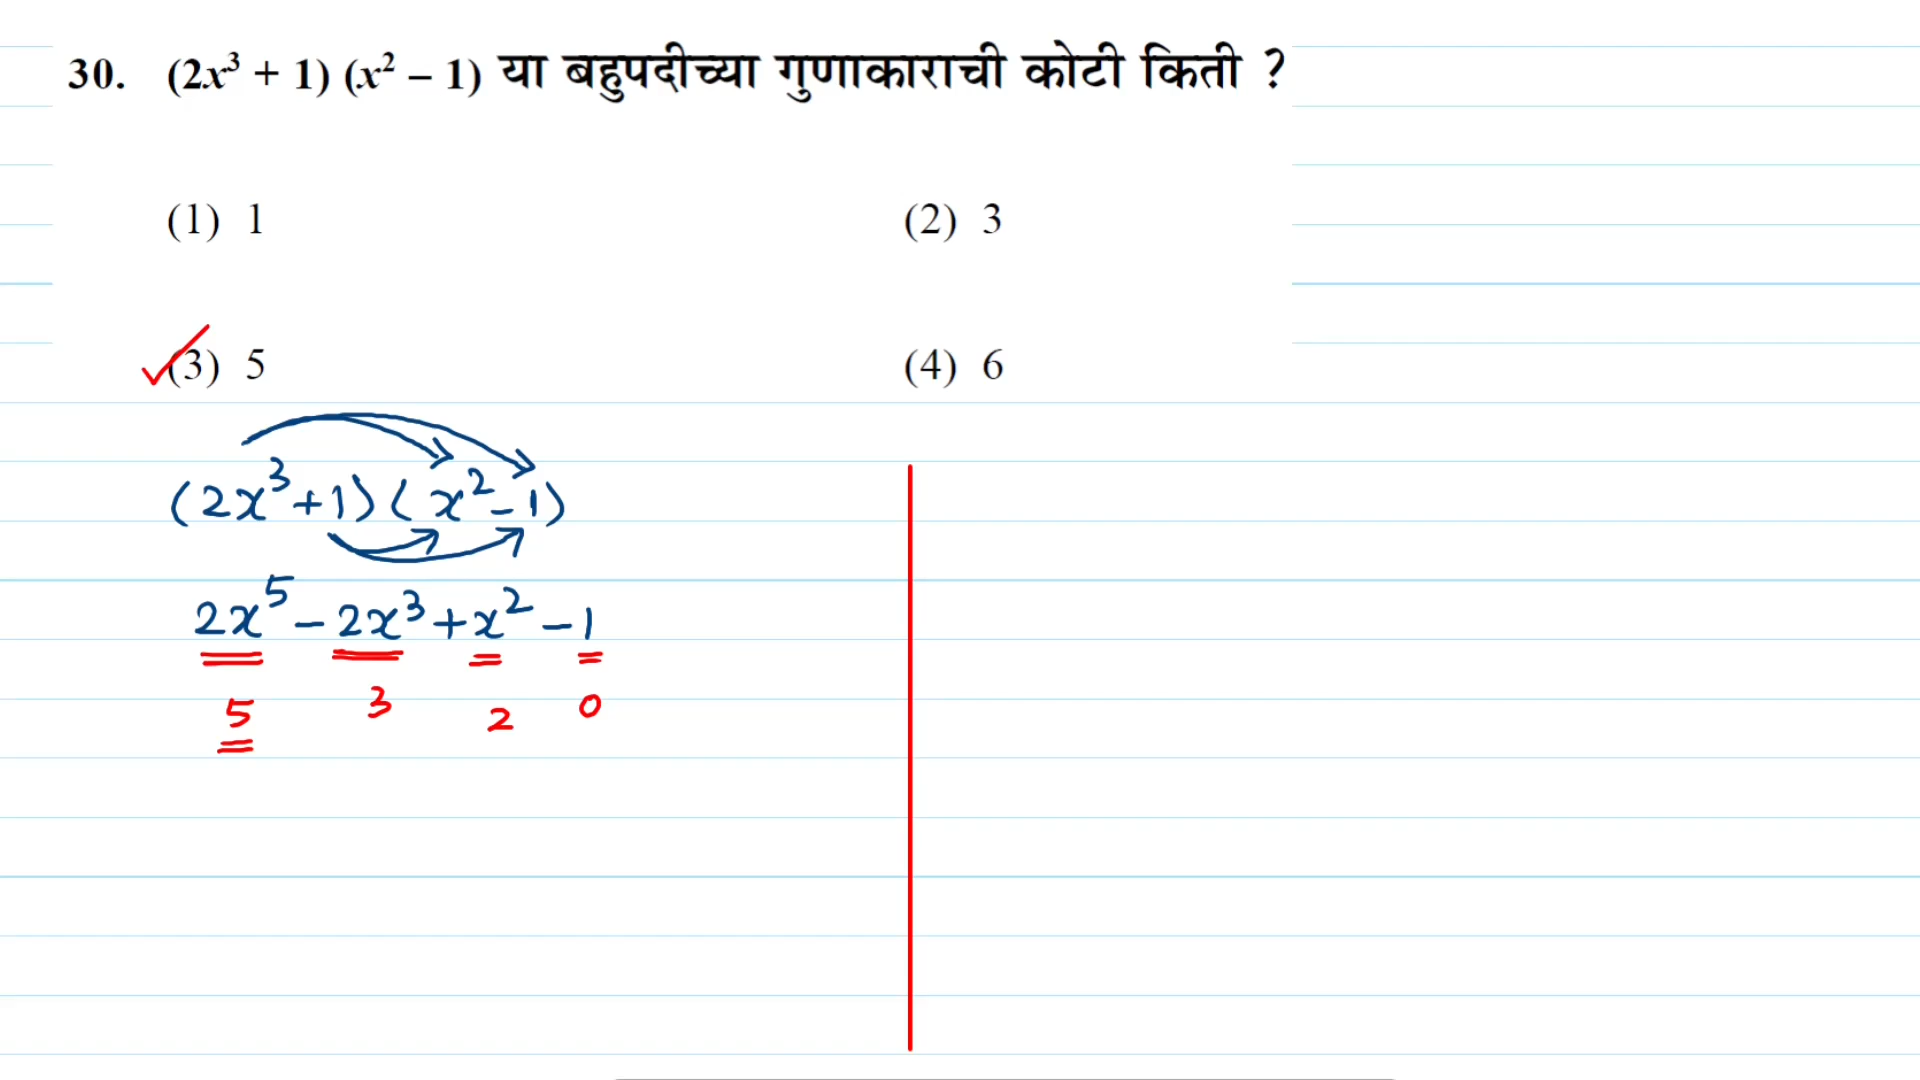 30. (2x³ + 1) (x² – 1) या बहुपदीच्या गुणाकाराची कोटी किती ?
(1) 1 (2) 3
(3) 5 (4) 6
(2x³+1)(x²-1)
2x⁵-2x³+x²-1
5 3 2 0